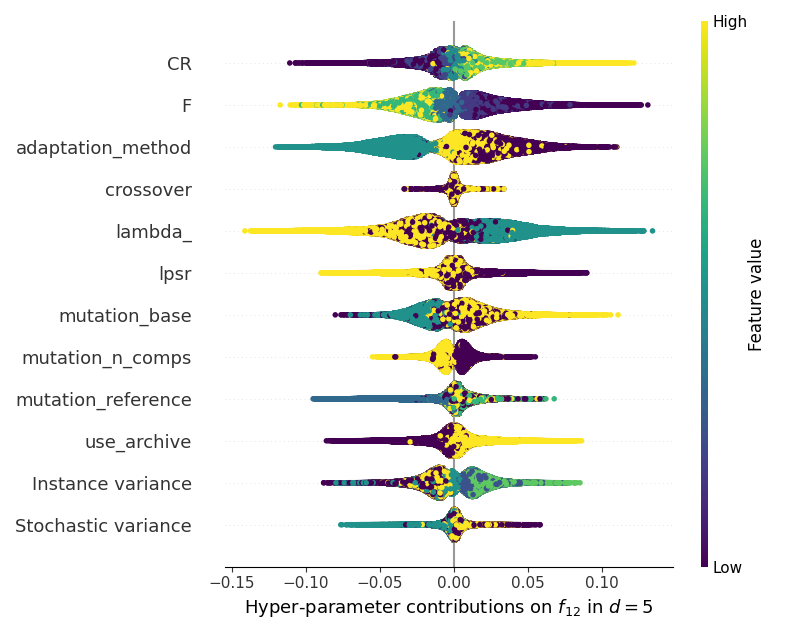 CR
F
adaptation_method
crossover
lambda_
lpsr
mutation_base
mutation_n_comps
mutation_reference
use_archive
Instance variance
Stochastic variance
−0.15 −0.10 −0.05 0.00 0.05 0.10
Hyper-parameter contributions on $f_{12}$ in $d = 5$
High
Feature value
Low